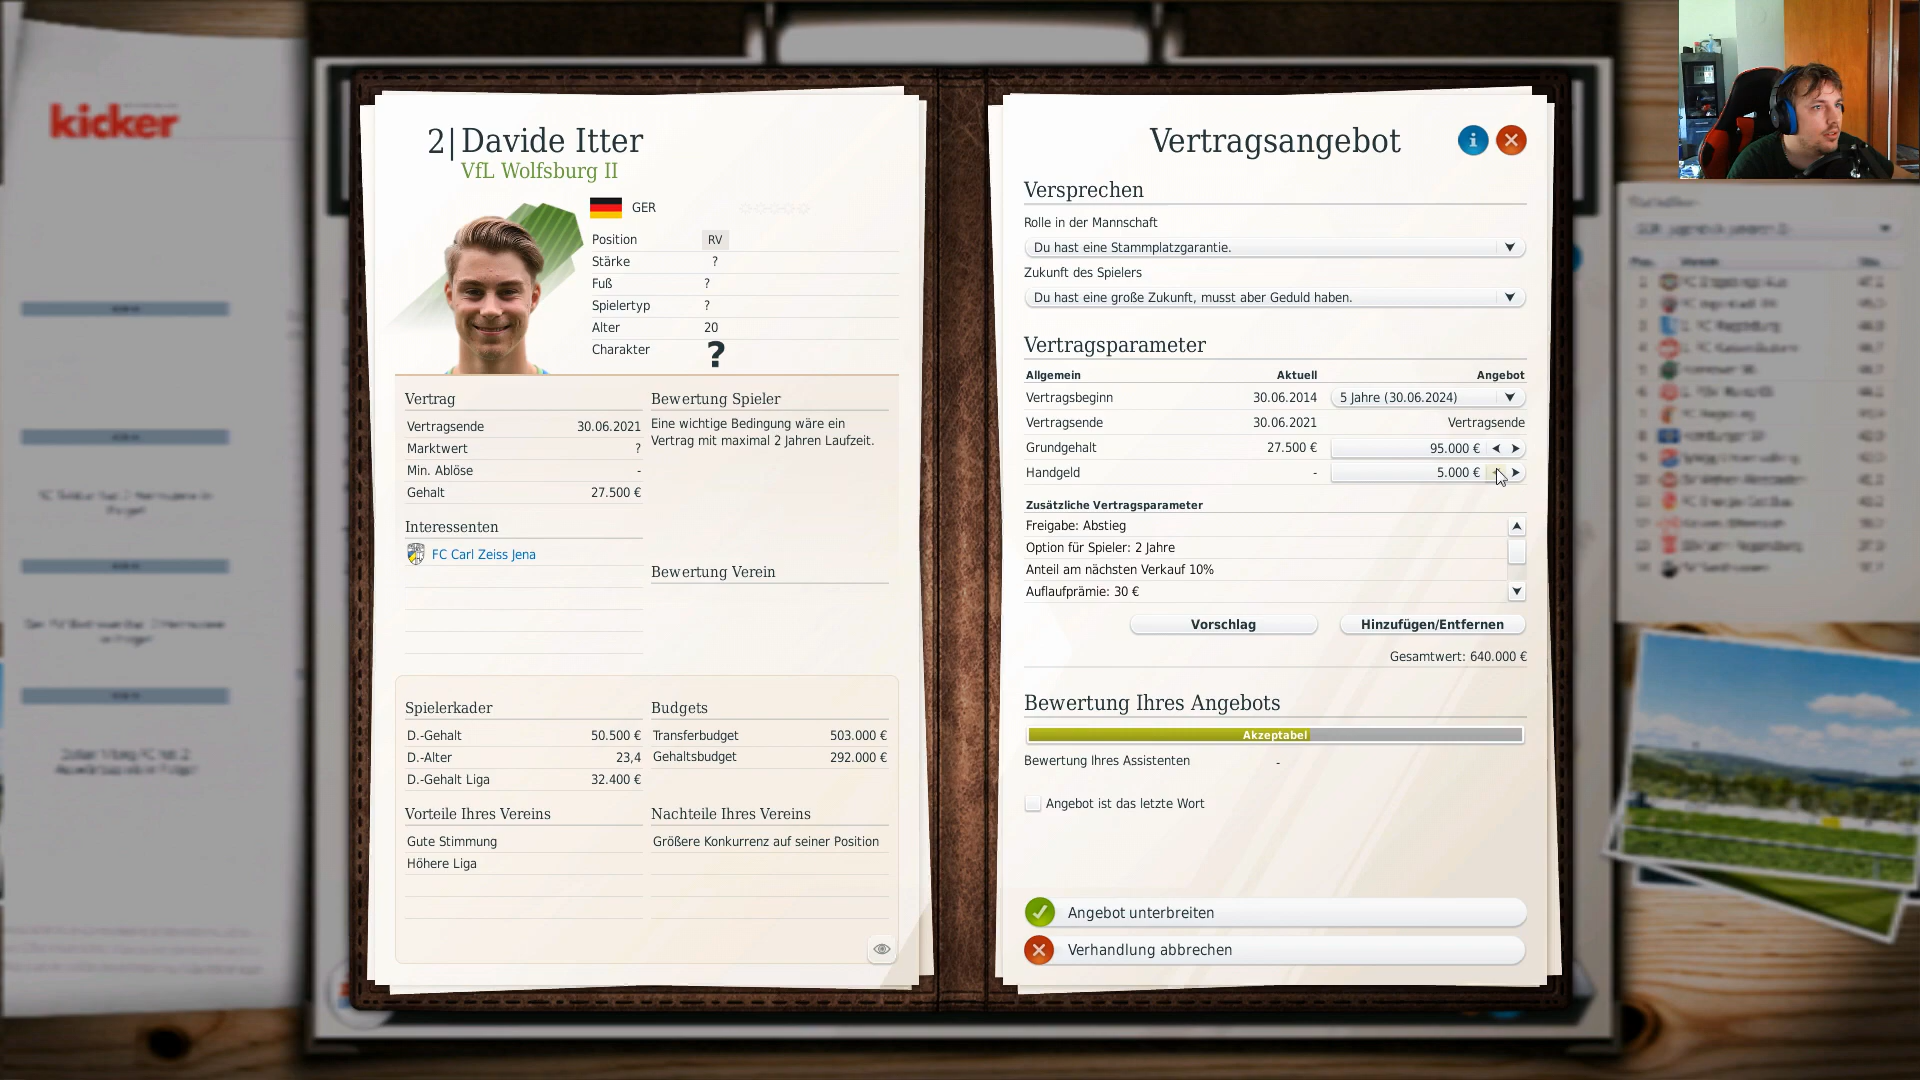 kicker
2| Davide Itter
VfL Wolfsburg II
GER
Position RV
Stärke ?
Fuß ?
Spielertyp ?
Alter 20
Charakter ?
Vertrag
Vertragsende 30.06.2021
Marktwert ?
Min. Ablöse -
Gehalt 27.500 €
Interessenten
FC Carl Zeiss Jena
Bewertung Spieler
Eine wichtige Bedingung wäre ein
Vertrag mit maximal 2 Jahren Laufzeit.
Bewertung Verein
Spielerkader
D.-Gehalt 50.500 €
D.-Alter 23,4
D.-Gehalt Liga 32.400 €
Budgets
Transferbudget 503.000 €
Gehaltsbudget 292.000 €
Vorteile Ihres Vereins
Gute Stimmung
Höhere Liga
Nachteile Ihres Vereins
Größere Konkurrenz auf seiner Position
Vertragsangebot
Versprechen
Rolle in der Mannschaft
Du hast eine Stammplatzgarantie.
Zukunft des Spielers
Du hast eine große Zukunft, musst aber Geduld haben.
Vertragsparameter
Allgemein Aktuell Angebot
Vertragsbeginn 30.06.2014 5 Jahre (30.06.2024)
Vertragsende 30.06.2021 Vertragsende
Grundgehalt 27.500 € 95.000 €
Handgeld - 5.000 €
Zusätzliche Vertragsparameter
Freigabe: Abstieg
Option für Spieler: 2 Jahre
Anteil am nächsten Verkauf 10%
Auflaufprämie: 30 €
Vorschlag Hinzufügen/Entfernen
Gesamtwert: 640.000 €
Bewertung Ihres Angebots
Akzeptabel
Bewertung Ihres Assistenten -
Angebot ist das letzte Wort
Angebot unterbreiten
Verhandlung abbrechen